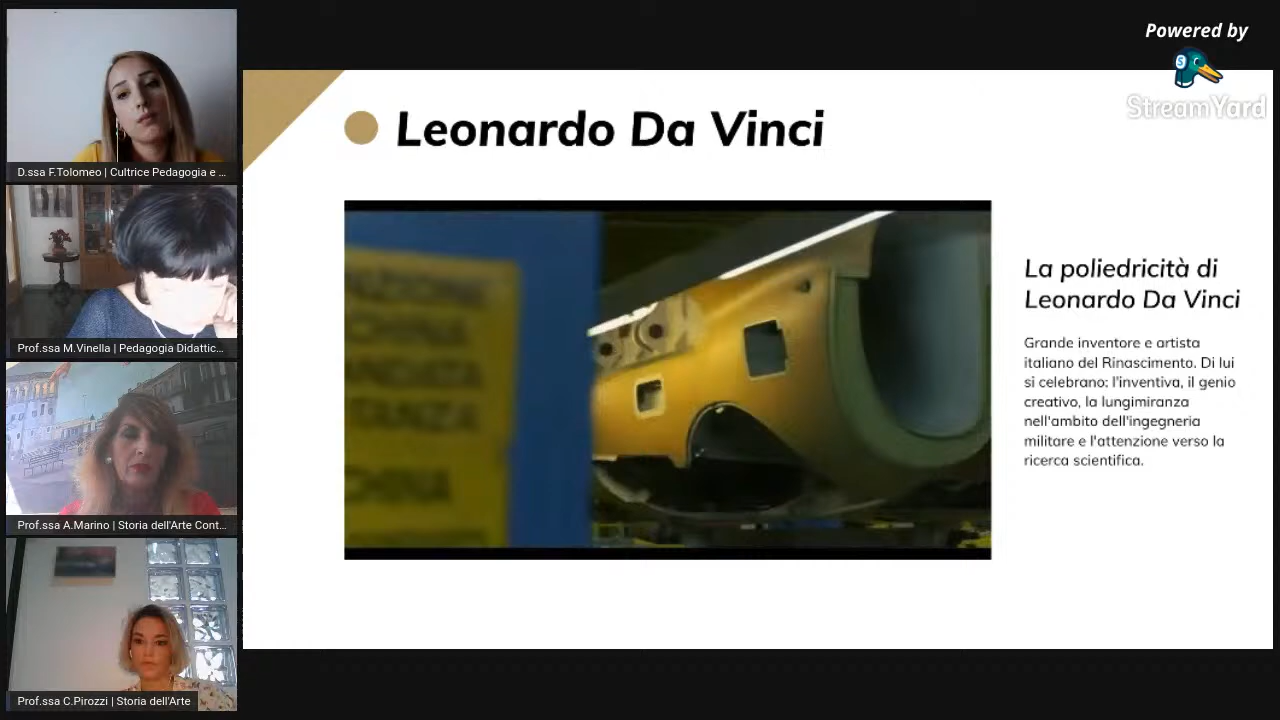 Powered by
StreamYard
D.ssa F.Tolomeo | Cultrice Pedagogia e ...
Prof.ssa M.Vinella | Pedagogia Didattic...
Prof.ssa A.Marino | Storia dell'Arte Cont...
Prof.ssa C.Pirozzi | Storia dell'Arte
Leonardo Da Vinci
La poliedricità di
Leonardo Da Vinci
Grande inventore e artista
italiano del Rinascimento. Di lui
si celebrano: l'inventiva, il genio
creativo, la lungimiranza
nell'ambito dell'ingegneria
militare e l'attenzione verso la
ricerca scientifica.